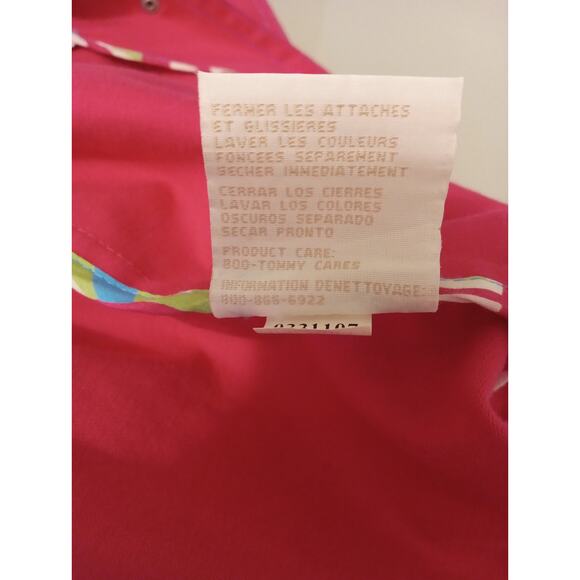 FERMER LES ATTACHES
ET GLISSIERES
LAVER LES COULEURS
FONCEES SEPAREMENT
SECHER IMMEDIATEMENT
CERRAR LOS CIERRES
LAVAR LOS COLORES
OSCUROS SEPARADO
SECAR PRONTO
PRODUCT CARE:
800-TOMMY CARES
INFORMATION DENETTOYAGE:
800-866-6922
0331107